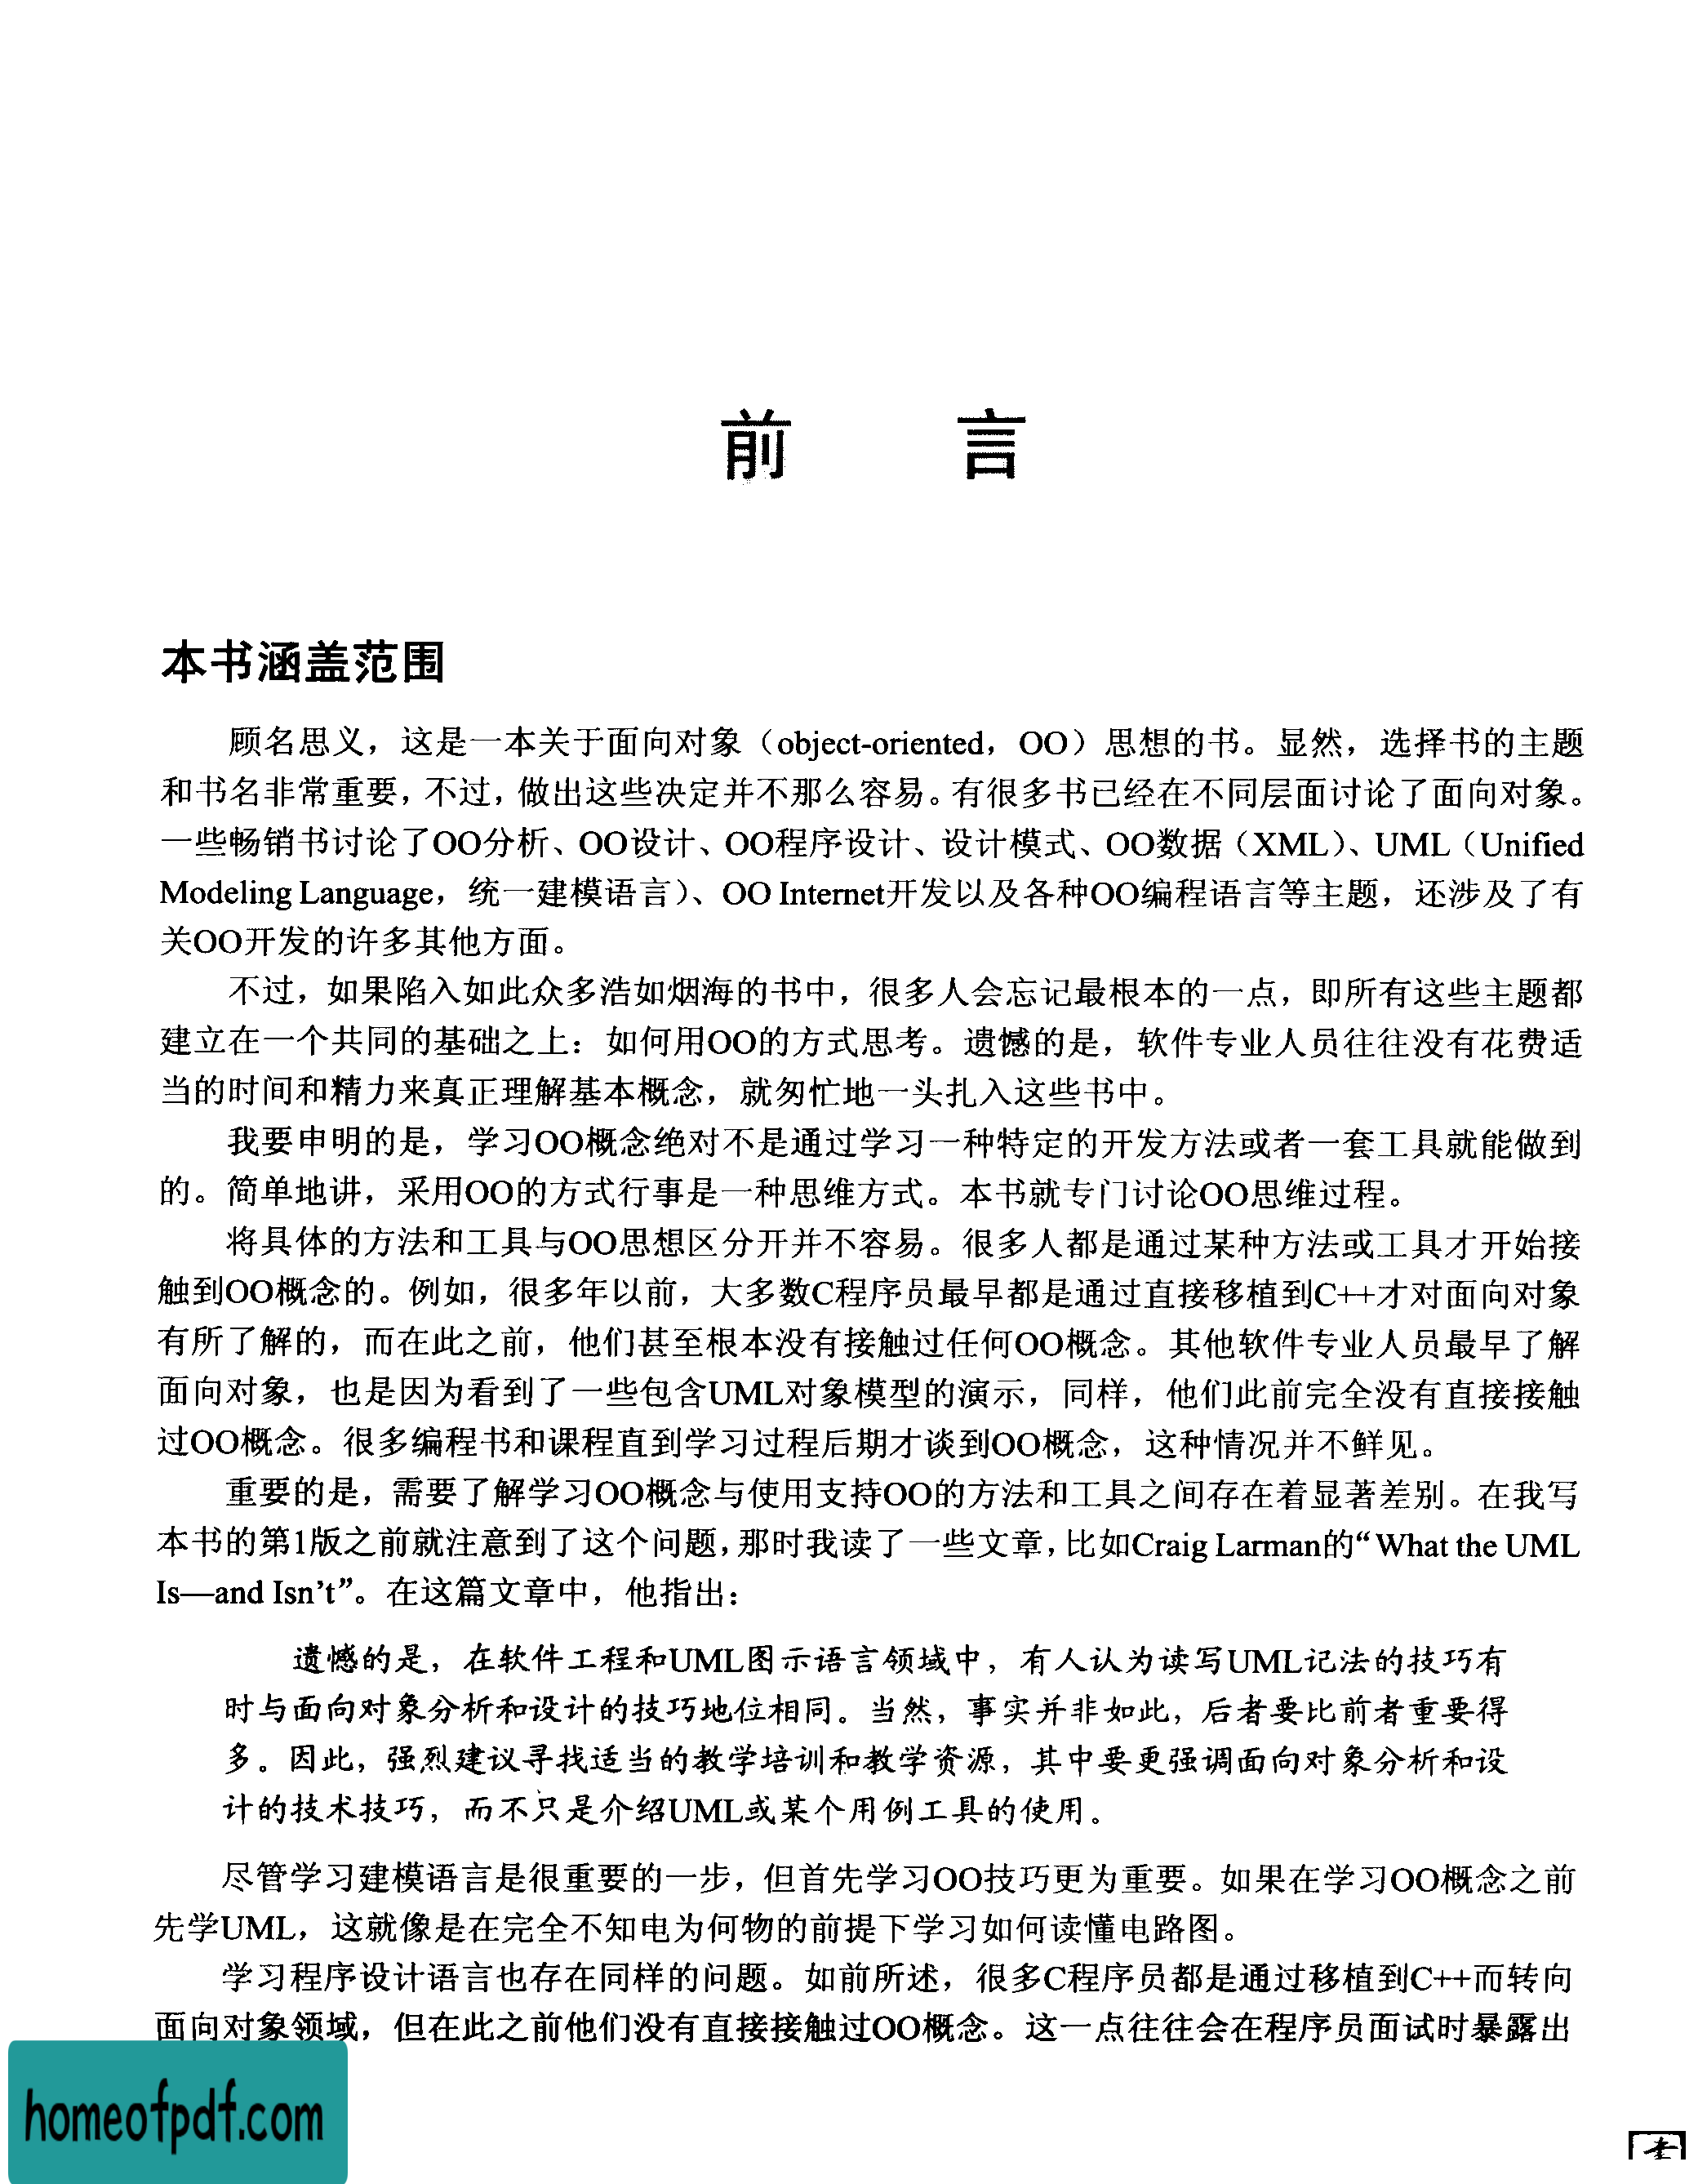 前 言
本书涵盖范围
顾名思义，这是一本关于面向对象（object-oriented，OO）思想的书。显然，选择书的主题
和书名非常重要，不过，做出这些决定并不那么容易。有很多书已经在不同层面讨论了面向对象。
一些畅销书讨论了OO分析、OO设计、OO程序设计、设计模式、OO数据（XML）、UML（Unified
Modeling Language，统一建模语言）、OO Internet开发以及各种OO编程语言等主题，还涉及了有
关OO开发的许多其他方面。
不过，如果陷入如此众多浩如烟海的书中，很多人会忘记最根本的一点，即所有这些主题都
建立在一个共同的基础之上：如何用OO的方式思考。遗憾的是，软件专业人员往往没有花费适
当的时间和精力来真正理解基本概念，就匆忙地一头扎入这些书中。
我要申明的是，学习OO概念绝对不是通过学习一种特定的开发方法或者一套工具就能做到
的。简单地讲，采用OO的方式行事是一种思维方式。本书就专门讨论OO思维过程。
将具体的方法和工具与OO思想区分开并不容易。很多人都是通过某种方法或工具才开始接
触到OO概念的。例如，很多年以前，大多数C程序员最早都是通过直接移植到C++才对面向对象
有所了解的，而在此之前，他们甚至根本没有接触过任何OO概念。其他软件专业人员最早了解
面向对象，也是因为看到了一些包含UML对象模型的演示，同样，他们此前完全没有直接接触
过OO概念。很多编程书和课程直到学习过程后期才谈到OO概念，这种情况并不鲜见。
重要的是，需要了解学习OO概念与使用支持OO的方法和工具之间存在着显著差别。在我写
本书的第1版之前就注意到了这个问题，那时我读了一些文章，比如Craig Larman的“What the UML
Is—and Isn't”。在这篇文章中，他指出：
遗憾的是，在软件工程和UML图示语言领域中，有人认为读写UML记法的技巧有
时与面向对象分析和设计的技巧地位相同。当然，事实并非如此，后者要比前者重要得
多。因此，强烈建议寻找适当的教学培训和教学资源，其中要更强调面向对象分析和设
计的技术技巧，而不只是介绍UML或某个用例工具的使用。
尽管学习建模语言是很重要的一步，但首先学习OO技巧更为重要。如果在学习OO概念之前
先学UML，这就像是在完全不知电为何物的前提下学习如何读懂电路图。
学习程序设计语言也存在同样的问题。如前所述，很多C程序员都是通过移植到C++而转向
面向对象领域，但在此之前他们没有直接接触过OO概念。这一点往往会在程序员面试时暴露出
homeofpdf.com